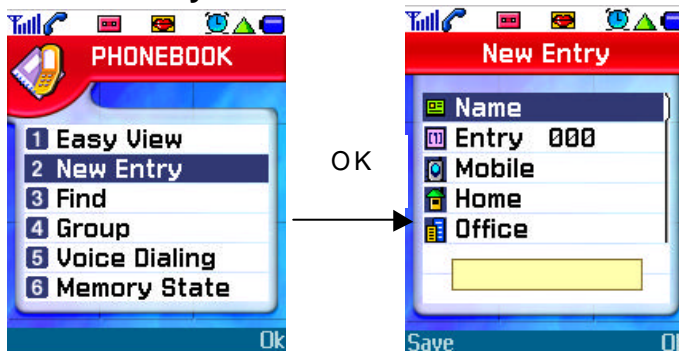 PHONEBOOK
1 Easy View
2 New Entry
3 Find
4 Group
5 Voice Dialing
6 Memory State
Ok
OK
New Entry
Name
[1] Entry 000
Mobile
Home
Office
Save